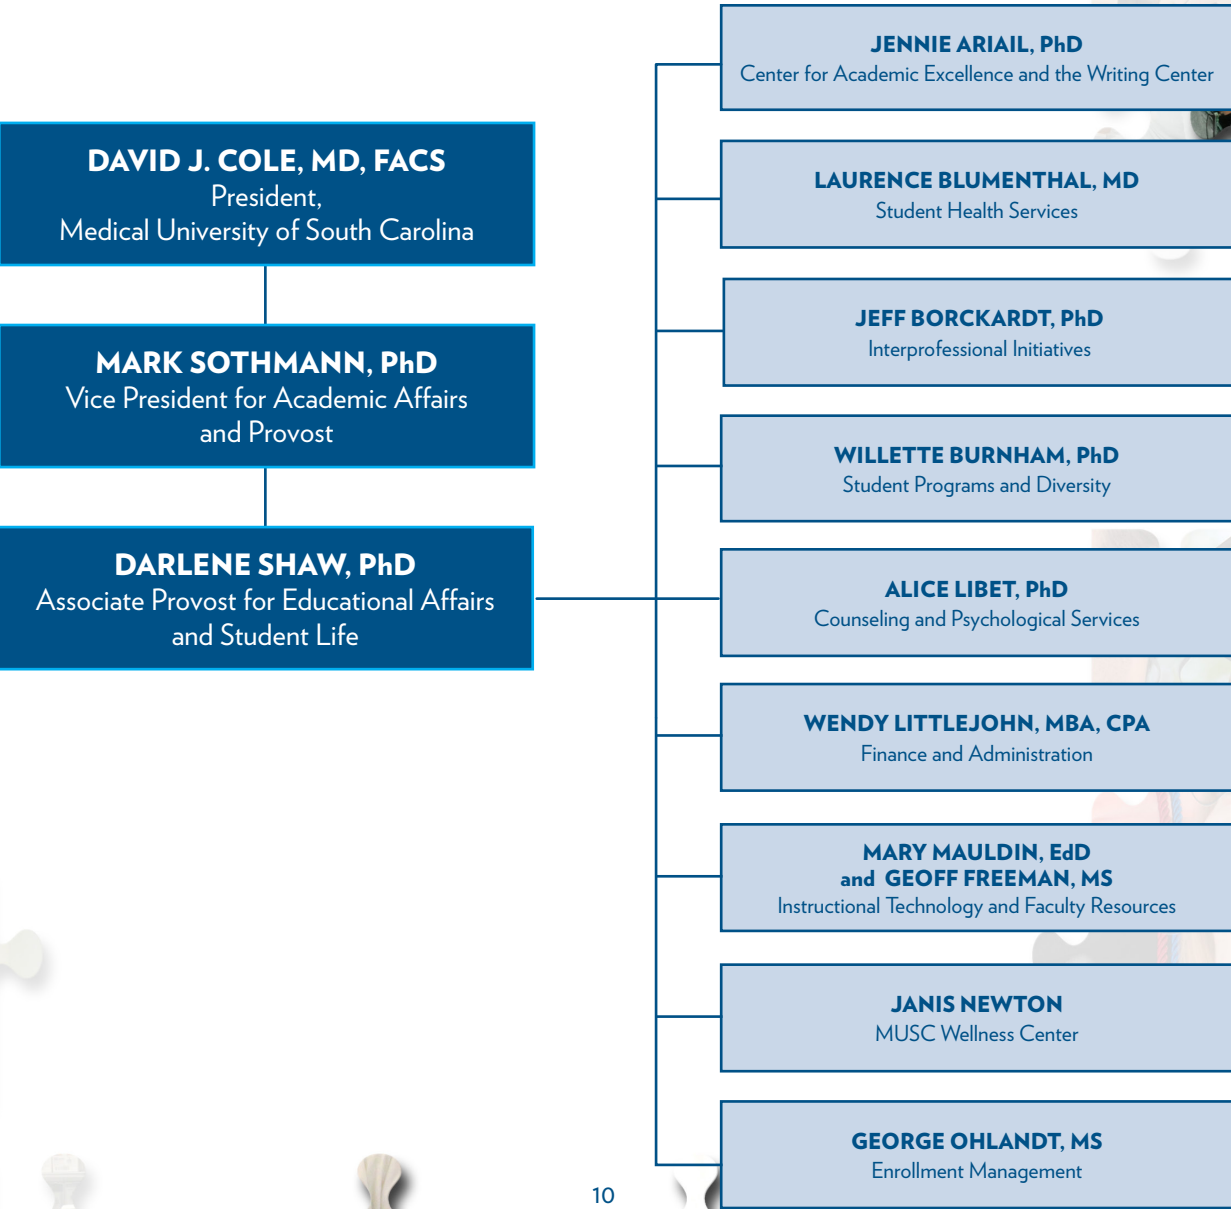 DAVID J. COLE, MD, FACS
President,
Medical University of South Carolina
MARK SOTHMANN, PhD
Vice President for Academic Affairs
and Provost
DARLENE SHAW, PhD
Associate Provost for Educational Affairs
and Student Life
JENNIE ARIAIL, PhD
Center for Academic Excellence and the Writing Center
LAURENCE BLUMENTHAL, MD
Student Health Services
JEFF BORCKARDT, PhD
Interprofessional Initiatives
WILLETTE BURNHAM, PhD
Student Programs and Diversity
ALICE LIBET, PhD
Counseling and Psychological Services
WENDY LITTLEJOHN, MBA, CPA
Finance and Administration
MARY MAULDIN, EdD
and GEOFF FREEMAN, MS
Instructional Technology and Faculty Resources
JANIS NEWTON
MUSC Wellness Center
GEORGE OHLANDT, MS
Enrollment Management
10